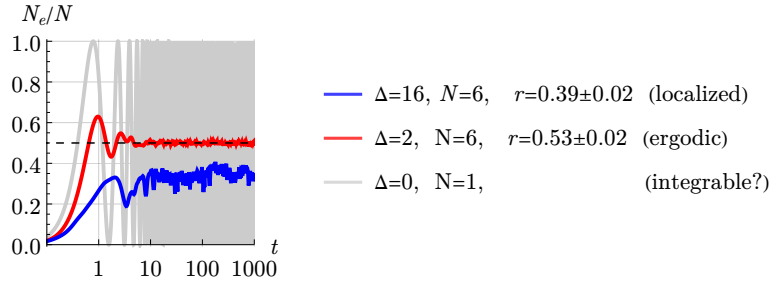 N_e/N
1.0
0.8
0.6
0.4
0.2
0.0
1 10 100 1000
t
Δ=16, N=6, r=0.39±0.02 (localized)
Δ=2, N=6, r=0.53±0.02 (ergodic)
Δ=0, N=1, (integrable?)